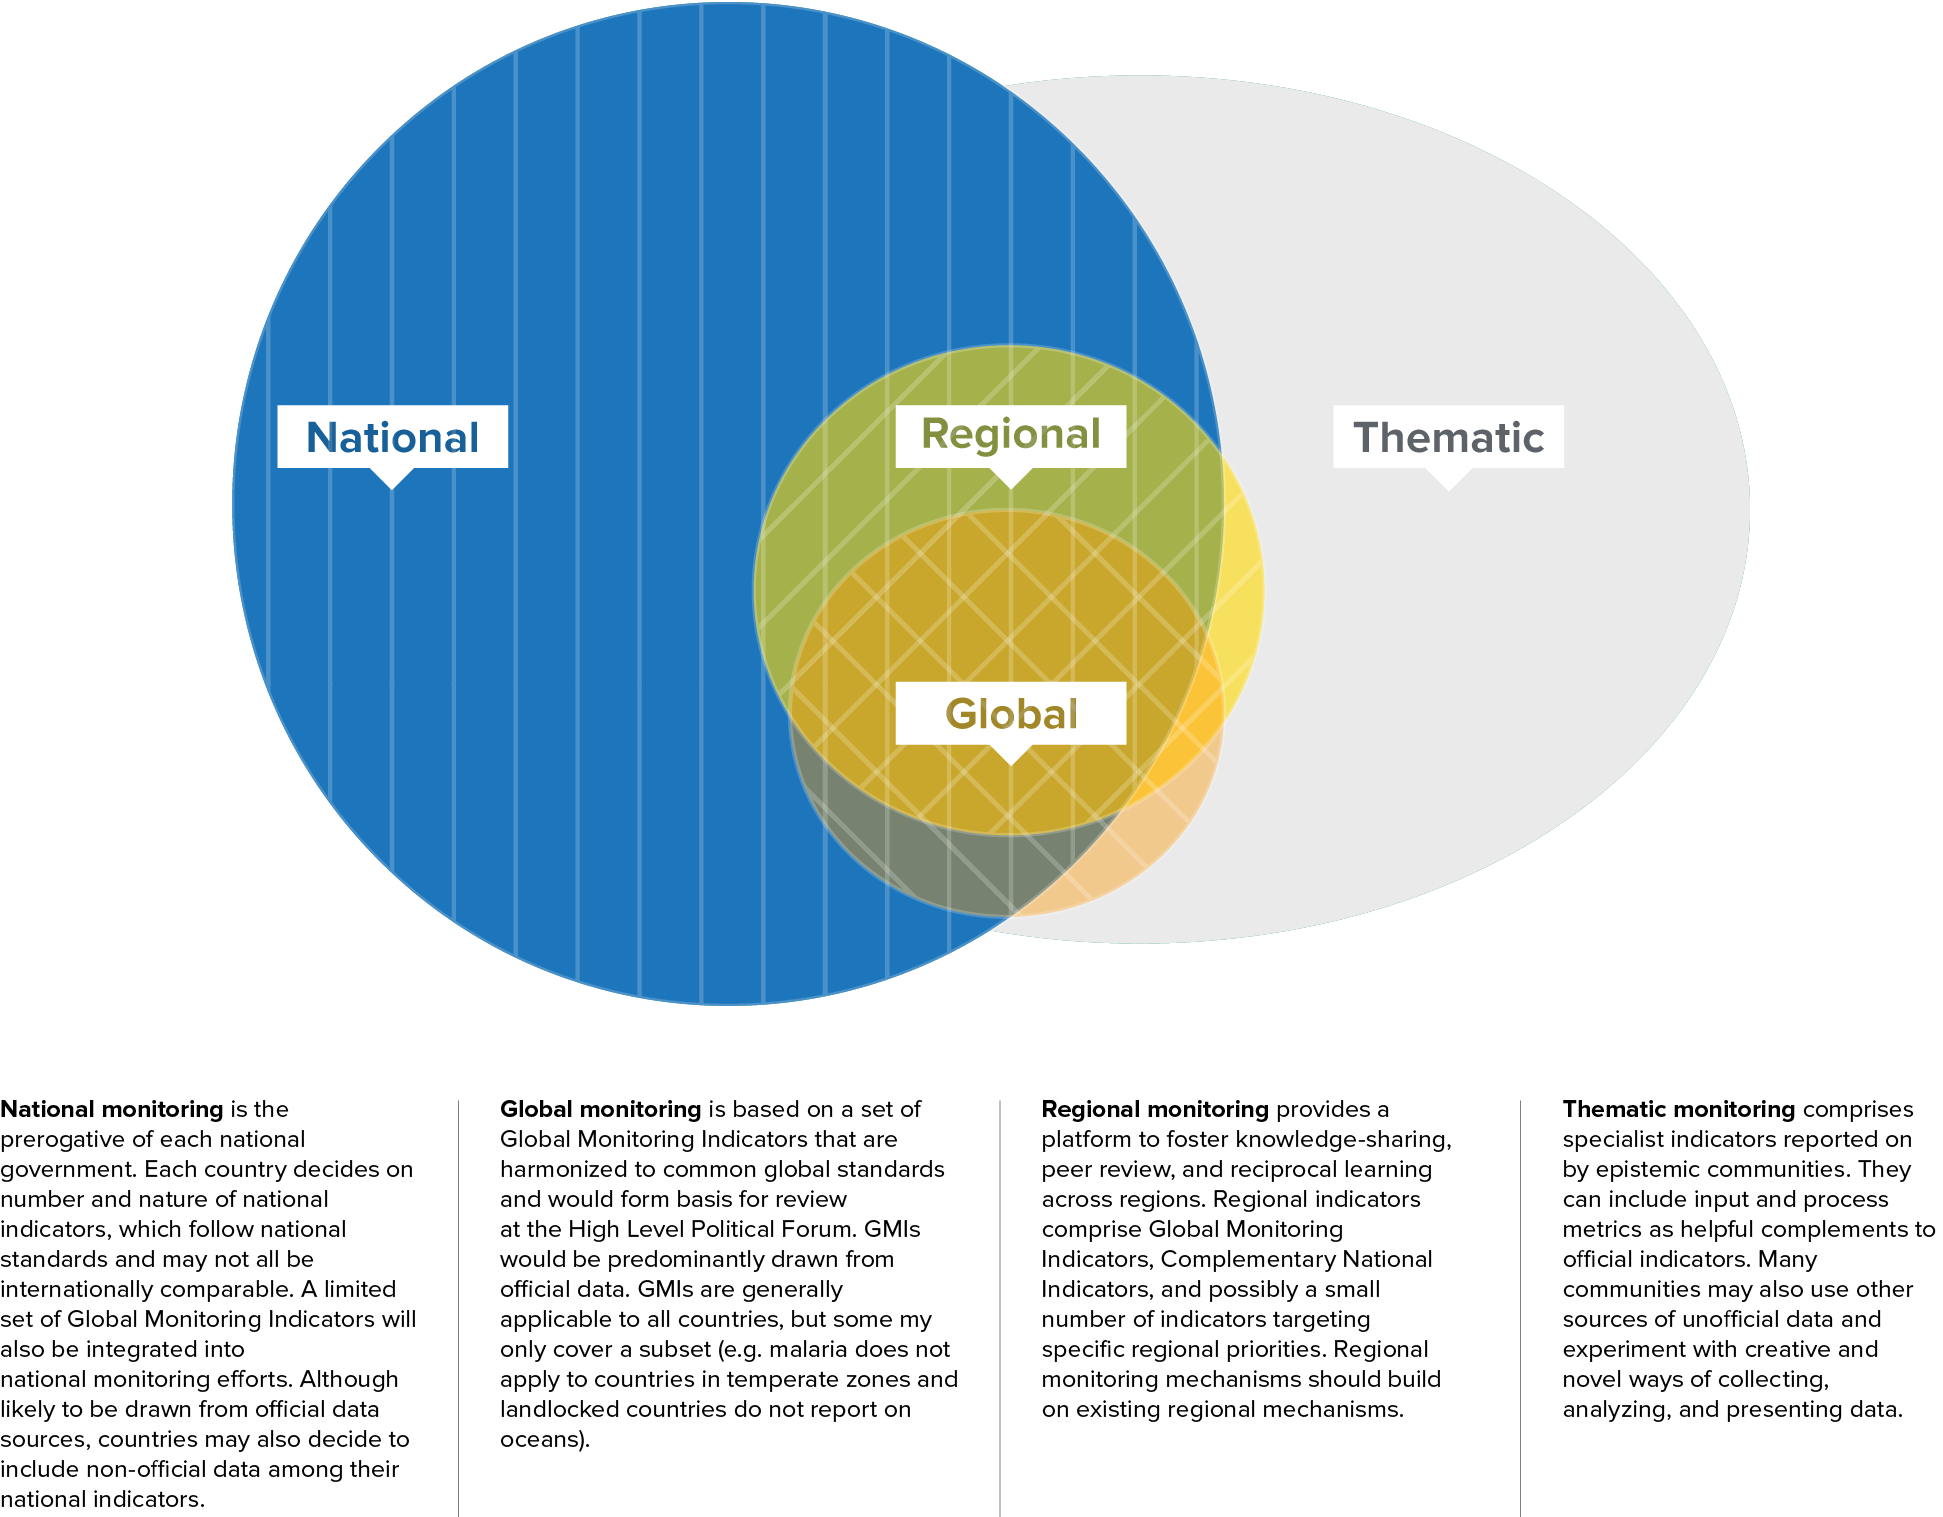 National
Regional
Thematic
Global
National monitoring is the
prerogative of each national
government. Each country decides on
number and nature of national
indicators, which follow national
standards and may not all be
internationally comparable. A limited
set of Global Monitoring Indicators will
also be integrated into
national monitoring efforts. Although
likely to be drawn from official data
sources, countries may also decide to
include non-official data among their
national indicators.
Global monitoring is based on a set of
Global Monitoring Indicators that are
harmonized to common global standards
and would form basis for review
at the High Level Political Forum. GMIs
would be predominantly drawn from
official data. GMIs are generally
applicable to all countries, but some my
only cover a subset (e.g. malaria does not
apply to countries in temperate zones and
landlocked countries do not report on
oceans).
Regional monitoring provides a
platform to foster knowledge-sharing,
peer review, and reciprocal learning
across regions. Regional indicators
comprise Global Monitoring
Indicators, Complementary National
Indicators, and possibly a small
number of indicators targeting
specific regional priorities. Regional
monitoring mechanisms should build
on existing regional mechanisms.
Thematic monitoring comprises
specialist indicators reported on
by epistemic communities. They
can include input and process
metrics as helpful complements to
official indicators. Many
communities may also use other
sources of unofficial data and
experiment with creative and
novel ways of collecting,
analyzing, and presenting data.